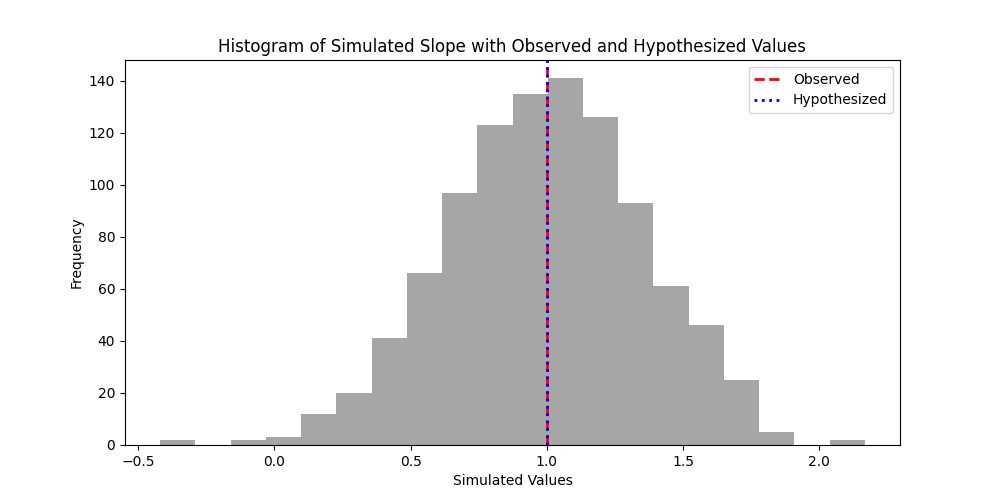 Histogram of Simulated Slope with Observed and Hypothesized Values
Observed
Hypothesized
140
120
100
80
60
40
20
0
Frequency
−0.5 0.0 0.5 1.0 1.5 2.0
Simulated Values